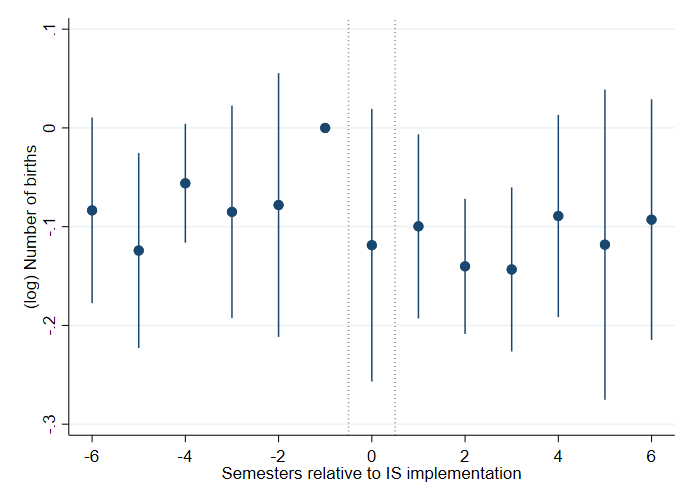 (log) Number of births
.1
0
-.1
-.2
-.3
-6 -4 -2 0 2 4 6
Semesters relative to IS implementation